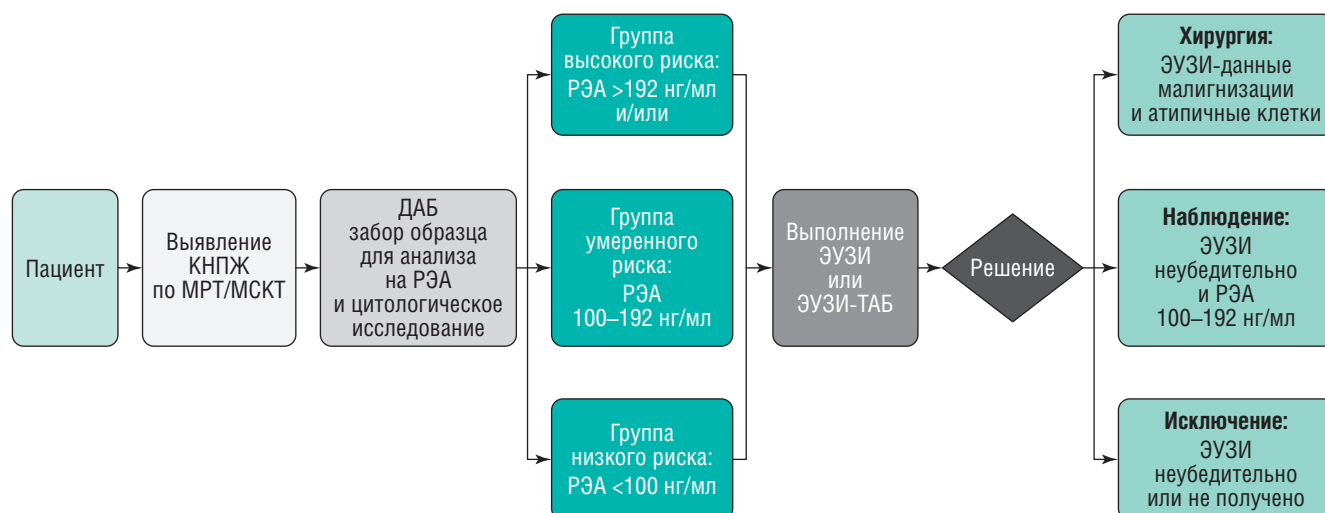 Пациент
Выявление
КНПЖ
по МРТ/МСКТ
ДАБ
забор образца
для анализа
на РЭА
и цитологическое
исследование
Группа
высокого риска:
РЭА >192 нг/мл
и/или
Группа
умеренного
риска:
РЭА
100–192 нг/мл
Группа
низкого риска:
РЭА <100 нг/мл
Выполнение
ЭУЗИ
или
ЭУЗИ-ТАБ
Решение
Хирургия:
ЭУЗИ-данные
малигнизации
и атипичные клетки
Наблюдение:
ЭУЗИ
неубедительно
и РЭА
100–192 нг/мл
Исключение:
ЭУЗИ
неубедительно
или не получено